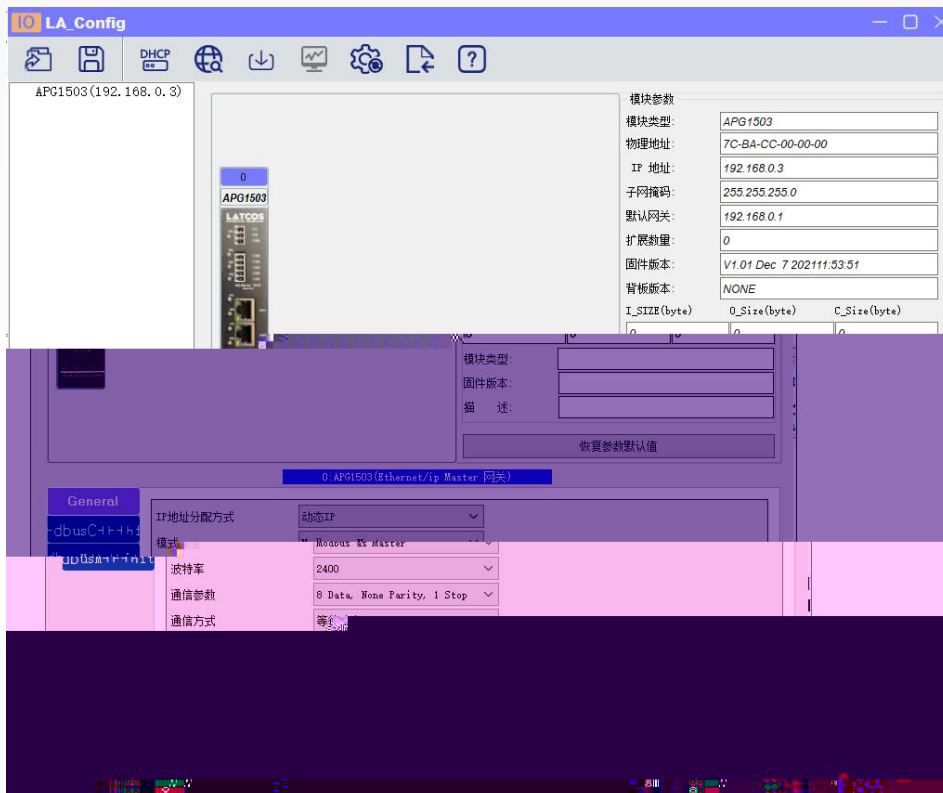 IO LA_Config
DHCP
APG1503(192.168.0.3)
模块参数
0
APG1503
LATCOS
模块类型: APG1503
物理地址: 7C-BA-CC-00-00-00
IP 地址: 192.168.0.3
子网掩码: 255.255.255.0
默认网关: 192.168.0.1
扩展数量: 0
固件版本: V1.01 Dec 7 202111:53:51
背板版本: NONE
I_SIZE(byte) O_Size(byte) C_Size(byte)
0 0 0
模块类型:
固件版本:
描 述:
恢复参数默认值
0:APG1503(Ethernet/ip Master 网关)
General
IP地址分配方式 动态IP
模式 Master
波特率 2400
通信参数 8 Data, None Parity, 1 Stop
通信方式